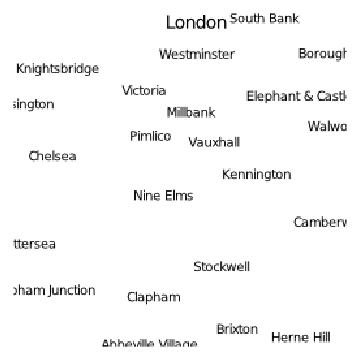 London
South Bank
Westminster
Borough
Knightsbridge
Victoria
Elephant & Castl
sington
Millbank
Walwo
Pimlico
Vauxhall
Chelsea
Kennington
Nine Elms
Camberw
ttersea
Stockwell
pham Junction
Clapham
Brixton
Herne Hill
Abbeville Village